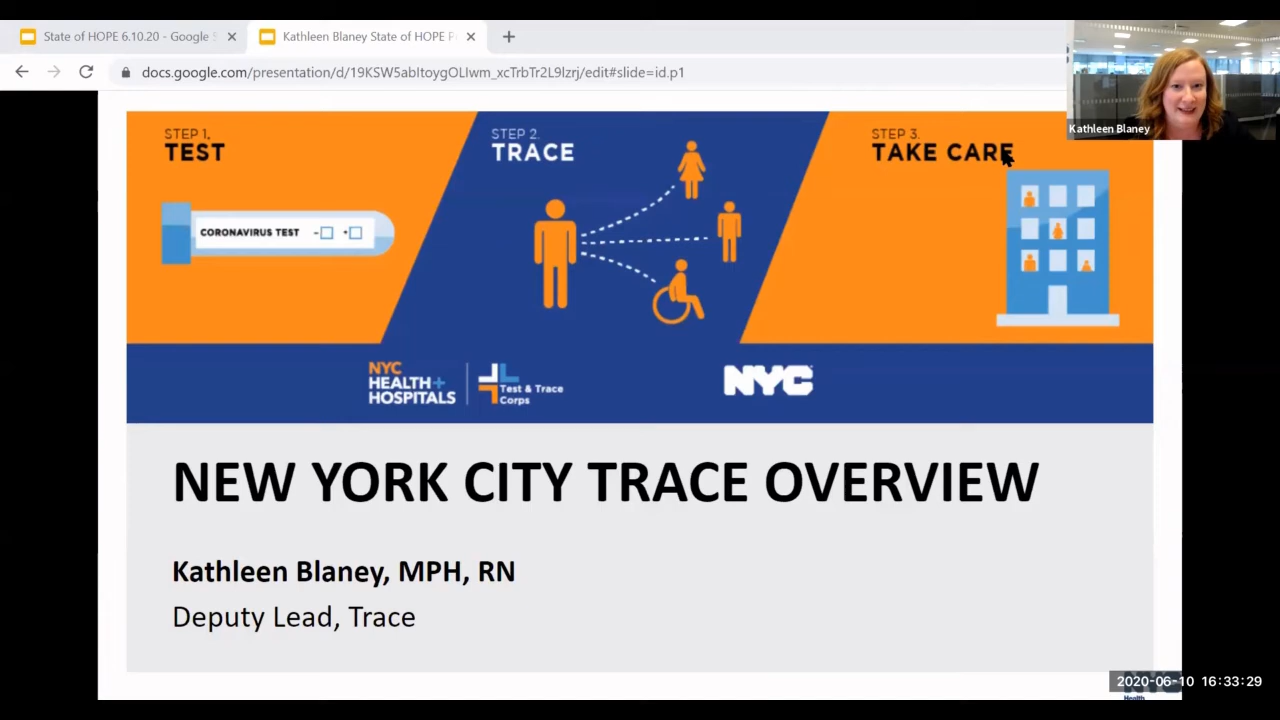 State of HOPE 6.10.20 - Google S
Kathleen Blaney State of HOPE P
docs.google.com/presentation/d/19KSW5abItoygOLIwm_xcTrbTr2L9lzrj/edit#slide=id.p1
Kathleen Blaney
STEP 1.
TEST
STEP 2.
TRACE
STEP 3.
TAKE CARE
CORONAVIRUS TEST - +
NYC
HEALTH+
HOSPITALS
Test & Trace
Corps
NYC
NEW YORK CITY TRACE OVERVIEW
Kathleen Blaney, MPH, RN
Deputy Lead, Trace
2020-06-10 16:33:29
NYC
Health